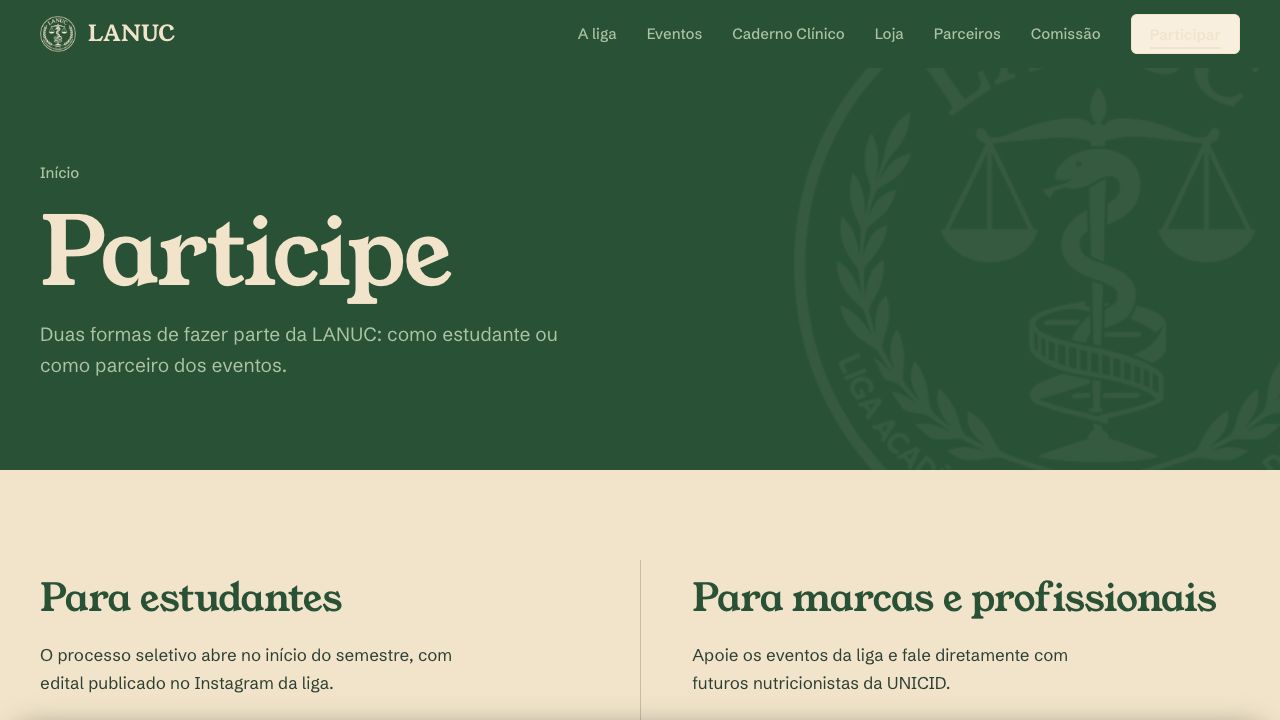 LANUC
A liga
Eventos
Caderno Clínico
Loja
Parceiros
Comissão
Participar
Início
Participe
Duas formas de fazer parte da LANUC: como estudante ou
como parceiro dos eventos.
LIGA ACAD
Para estudantes
Para marcas e profissionais
O processo seletivo abre no início do semestre, com
edital publicado no Instagram da liga.
Apoie os eventos da liga e fale diretamente com
futuros nutricionistas da UNICID.